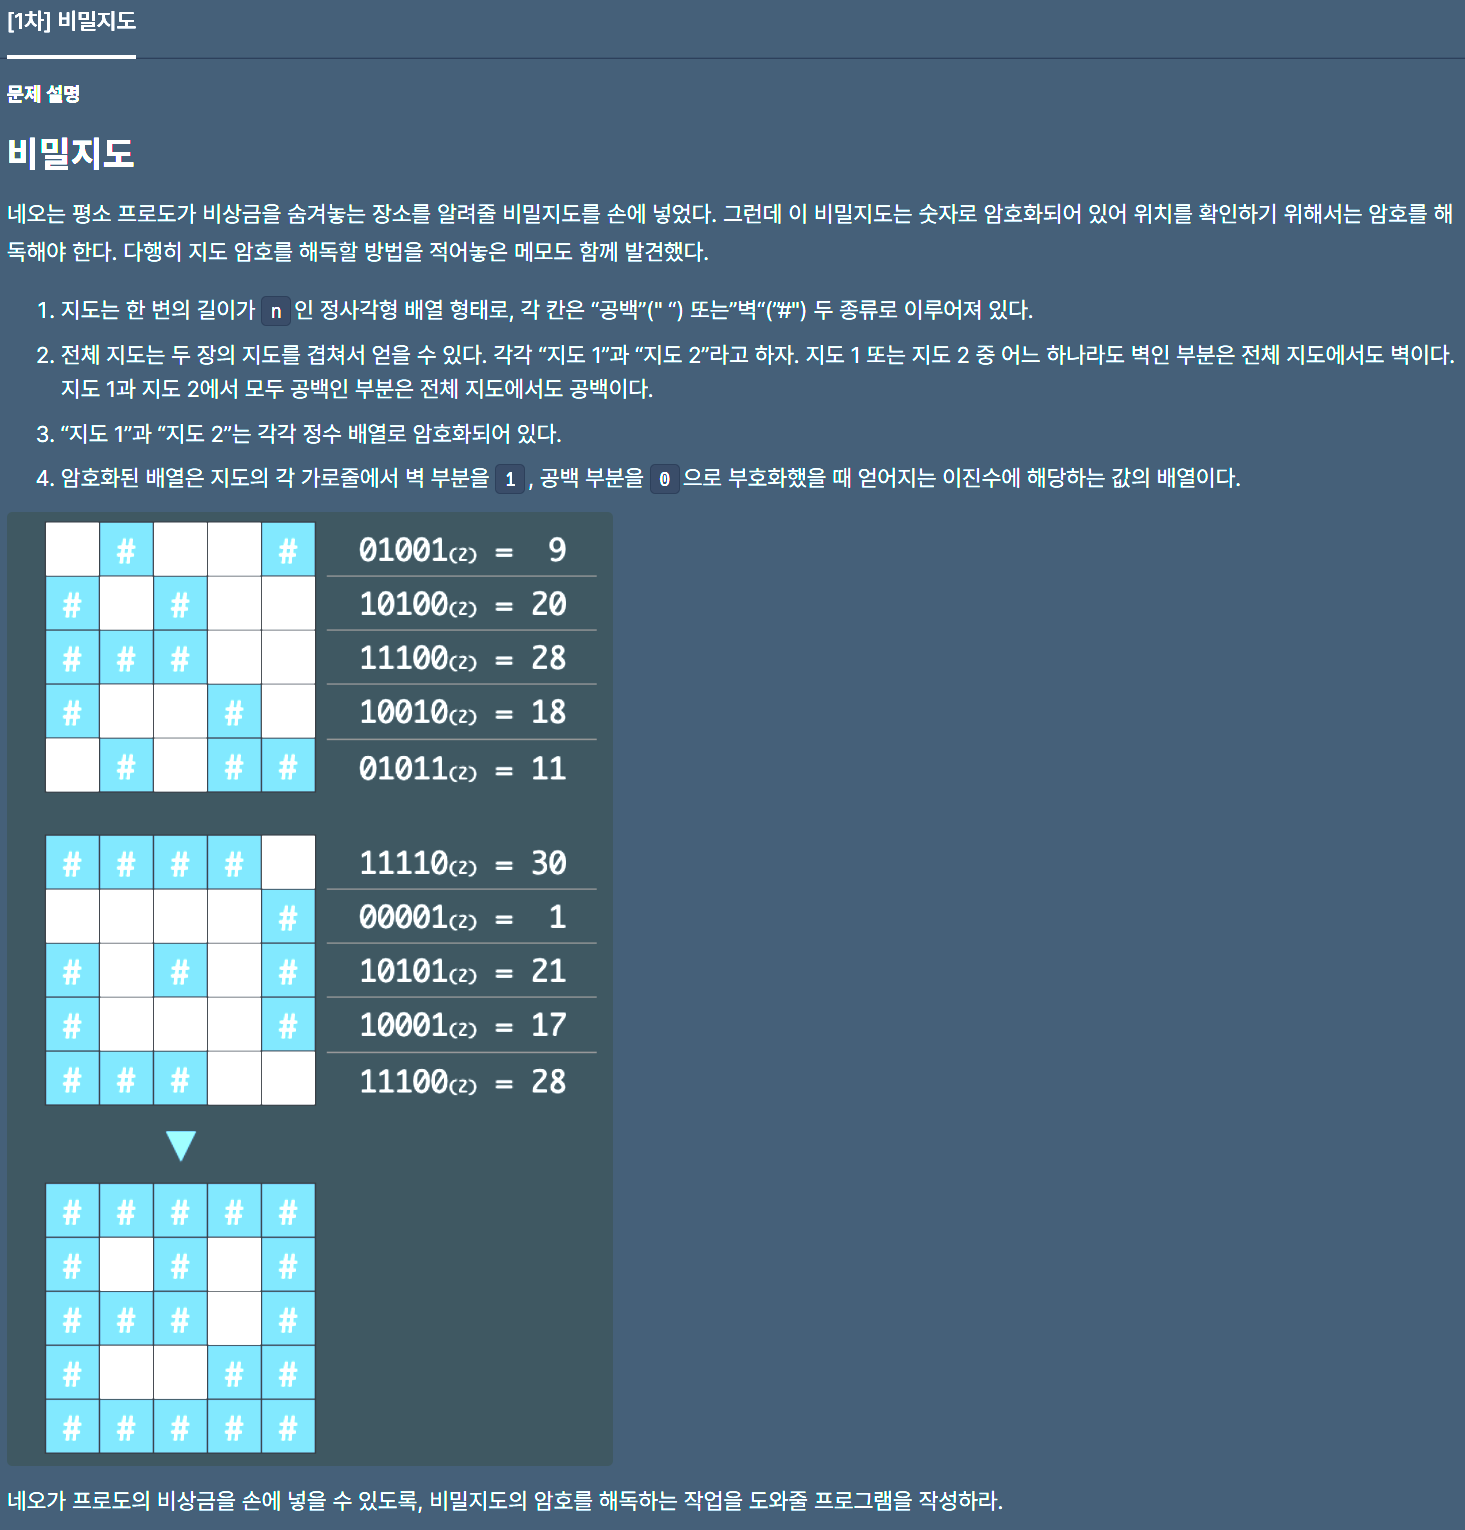 [1차] 비밀지도
문제 설명
비밀지도
네오는 평소 프로도가 비상금을 숨겨놓는 장소를 알려줄 비밀지도를 손에 넣었다. 그런데 이 비밀지도는 숫자로 암호화되어 있어 위치를 확인하기 위해서는 암호를 해
독해야 한다. 다행히 지도 암호를 해독할 방법을 적어놓은 메모도 함께 발견했다.
1. 지도는 한 변의 길이가 n 인 정사각형 배열 형태로, 각 칸은 “공백”(" “) 또는”벽“("#") 두 종류로 이루어져 있다.
2. 전체 지도는 두 장의 지도를 겹쳐서 얻을 수 있다. 각각 “지도 1”과 “지도 2”라고 하자. 지도 1 또는 지도 2 중 어느 하나라도 벽인 부분은 전체 지도에서도 벽이다.
지도 1과 지도 2에서 모두 공백인 부분은 전체 지도에서도 공백이다.
3. “지도 1”과 “지도 2”는 각각 정수 배열로 암호화되어 있다.
4. 암호화된 배열은 지도의 각 가로줄에서 벽 부분을 1 , 공백 부분을 0 으로 부호화했을 때 얻어지는 이진수에 해당하는 값의 배열이다.
# # 01001(2) = 9
# # 10100(2) = 20
# # # 11100(2) = 28
# # 10010(2) = 18
# # # 01011(2) = 11
# # # # 11110(2) = 30
# 00001(2) = 1
# # # 10101(2) = 21
# # 10001(2) = 17
# # # 11100(2) = 28
# # # # #
# # #
# # # #
# # #
# # # # #
네오가 프로도의 비상금을 손에 넣을 수 있도록, 비밀지도의 암호를 해독하는 작업을 도와줄 프로그램을 작성하라.